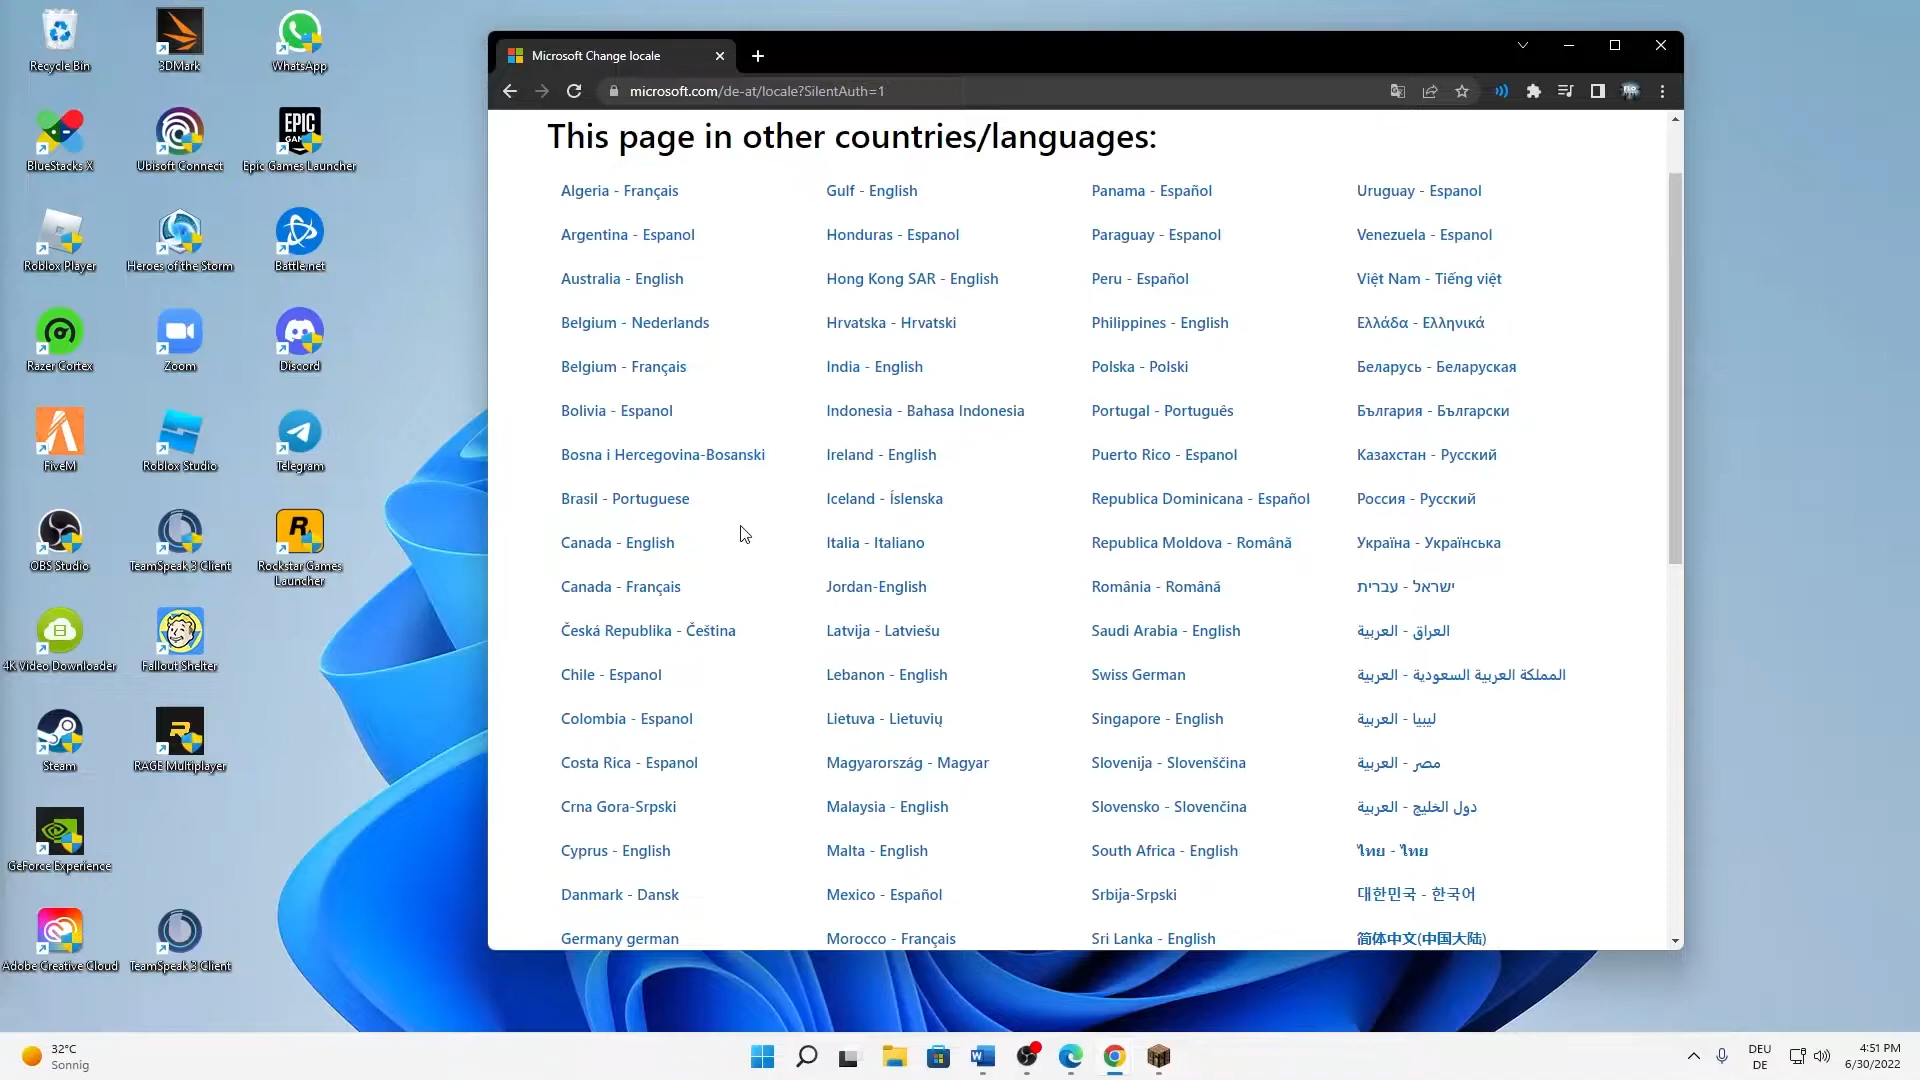 Recycle Bin
3DMark
WhatsApp
BlueStacks X
Ubisoft Connect
EPIC
GAMES
Epic Games Launcher
Roblox Player
Heroes of the Storm
Battle.net
Razer Cortex
Zoom
Discord
FiveM
Roblox Studio
Telegram
OBS Studio
TeamSpeak 3 Client
Rockstar Games
Launcher
4K Video Downloader
Fallout Shelter
Steam
RAGE Multiplayer
GeForce Experience
Adobe Creative Cloud
TeamSpeak 3 Client
Microsoft Change locale
microsoft.com/de-at/locale?SilentAuth=1
This page in other countries/languages:
Algeria - Français
Argentina - Espanol
Australia - English
Belgium - Nederlands
Belgium - Français
Bolivia - Espanol
Bosna i Hercegovina-Bosanski
Brasil - Portuguese
Canada - English
Canada - Français
Česká Republika - Čeština
Chile - Espanol
Colombia - Espanol
Costa Rica - Espanol
Crna Gora-Srpski
Cyprus - English
Danmark - Dansk
Germany german
Gulf - English
Honduras - Espanol
Hong Kong SAR - English
Hrvatska - Hrvatski
India - English
Indonesia - Bahasa Indonesia
Ireland - English
Iceland - Íslenska
Italia - Italiano
Jordan-English
Latvija - Latviešu
Lebanon - English
Lietuva - Lietuvių
Magyarország - Magyar
Malaysia - English
Malta - English
Mexico - Español
Morocco - Français
Panama - Español
Paraguay - Espanol
Peru - Español
Philippines - English
Polska - Polski
Portugal - Português
Puerto Rico - Espanol
Republica Dominicana - Español
Republica Moldova - Română
România - Română
Saudi Arabia - English
Swiss German
Singapore - English
Slovenija - Slovenščina
Slovensko - Slovenčina
South Africa - English
Srbija-Srpski
Sri Lanka - English
Uruguay - Espanol
Venezuela - Espanol
Việt Nam - Tiếng việt
Ελλάδα - Ελληνικά
Беларусь - Беларуская
България - Български
Казахстан - Русский
Россия - Русский
Україна - Українська
ישראל - עברית
العراق - العربية
المملكة العربية السعودية - العربية
ليبيا - العربية
مصر - العربية
دول الخليج - العربية
ไทย - ไทย
대한민국 - 한국어
简体中文(中国大陆)
32°C
Sonnig
DEU
DE
4:51 PM
6/30/2022